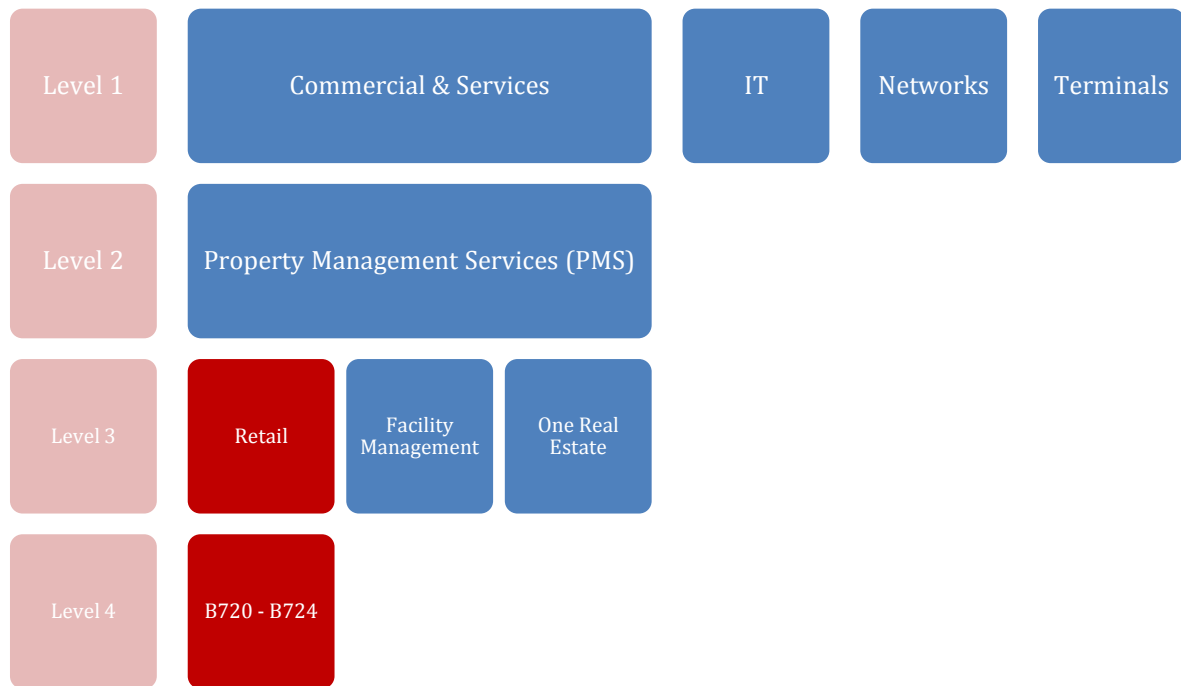 Level 1
Commercial & Services
IT
Networks
Terminals
Level 2
Property Management Services (PMS)
Level 3
Retail
Facility
Management
One Real
Estate
Level 4
B720 - B724